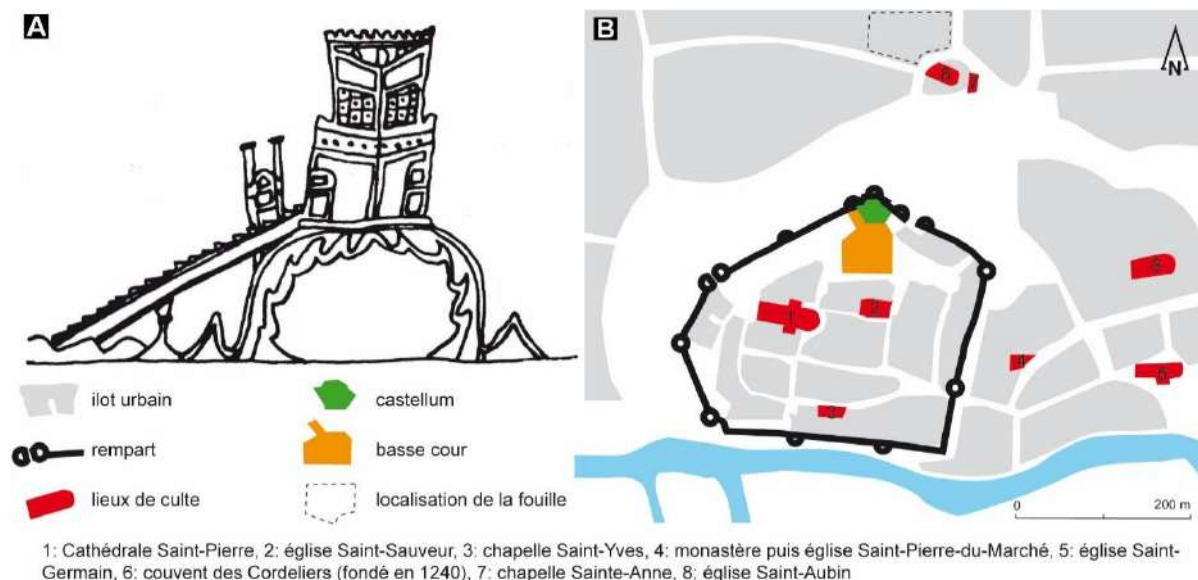 A
B
N
8
6
2
1
4
5
3
ilot urbain
castellum
rempart
basse cour
lieux de culte
localisation de la fouille
0
200 m
1: Cathédrale Saint-Pierre, 2: église Saint-Sauveur, 3: chapelle Saint-Yves, 4: monastère puis église Saint-Pierre-du-Marché, 5: église Saint-
Germain, 6: couvent des Cordeliers (fondé en 1240), 7: chapelle Sainte-Anne, 8: église Saint-Aubin